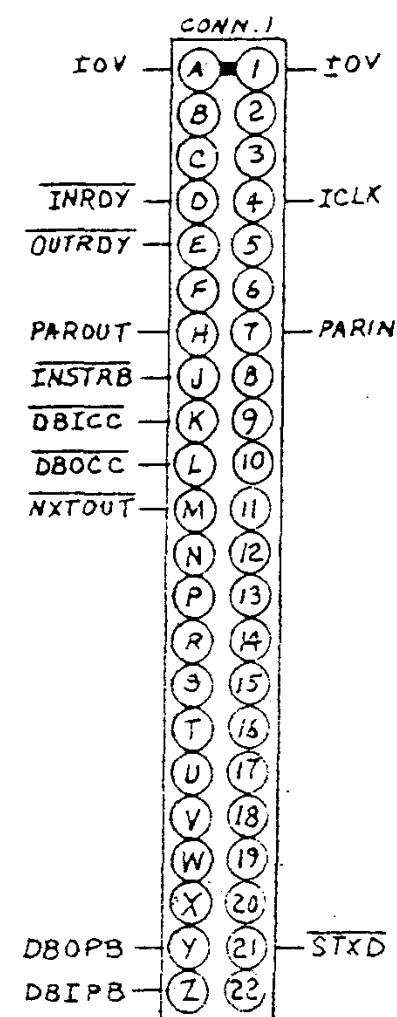 CONN. 1
IOV A 1 IOV
B 2
C 3
INRDY D 4 ICLK
OUTRDY E 5
F 6
PAROUT H 7 PARIN
INSTRB J 8
DBICC K 9
DBOCC L 10
NXTOUT M 11
N 12
P 13
R 14
S 15
T 16
U 17
V 18
W 19
X 20
DBOPB Y 21 STXD
DBIPB Z 22